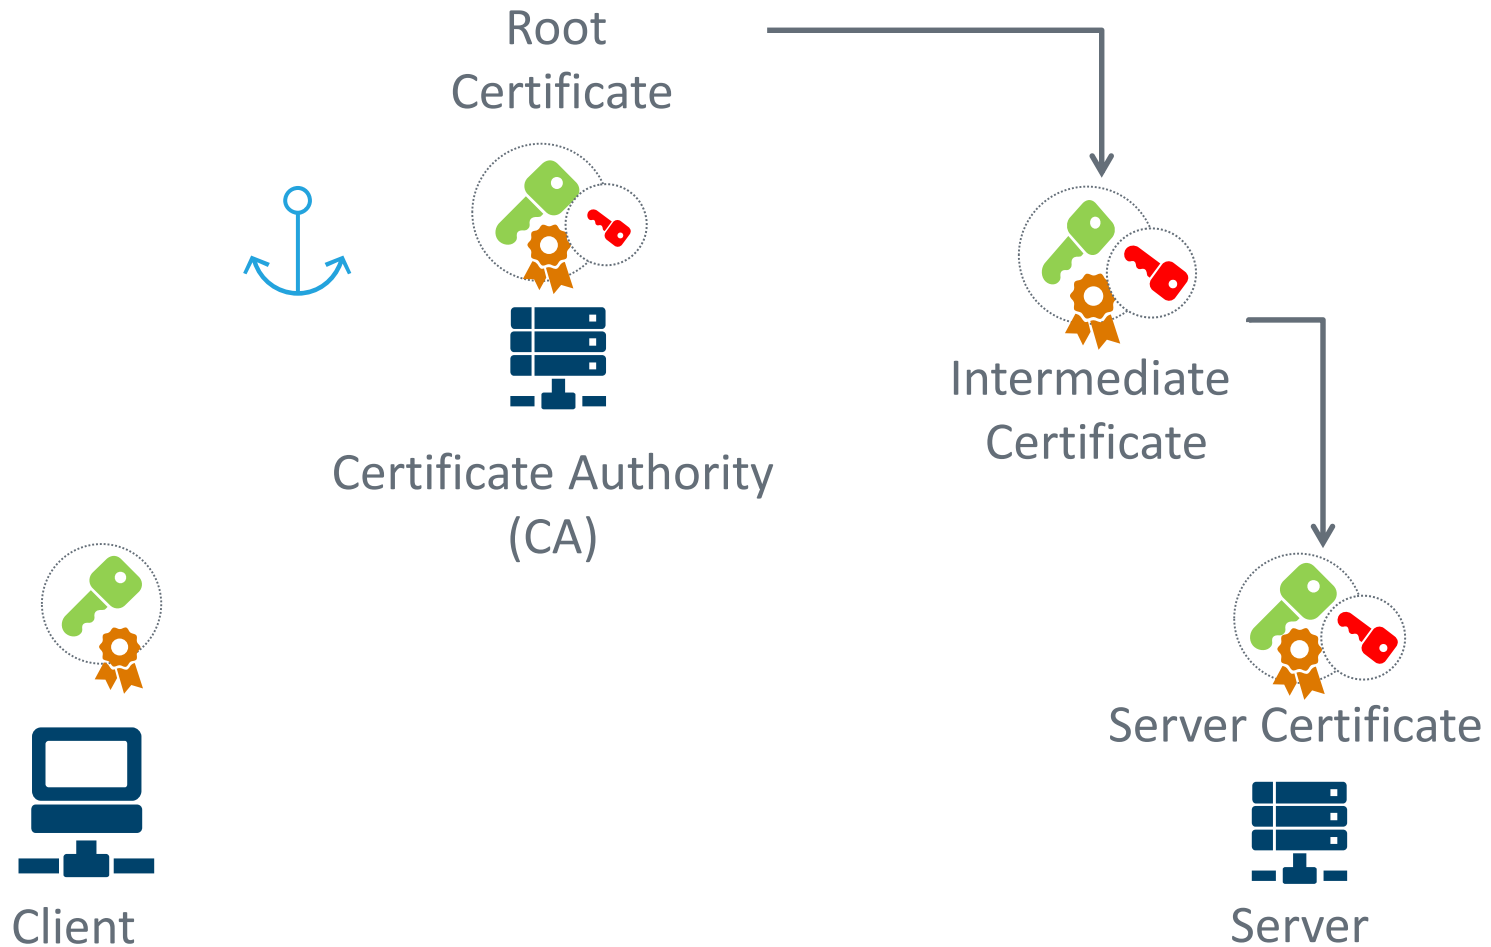 Root
Certificate
Intermediate
Certificate
Certificate Authority
(CA)
Server Certificate
Client
Server